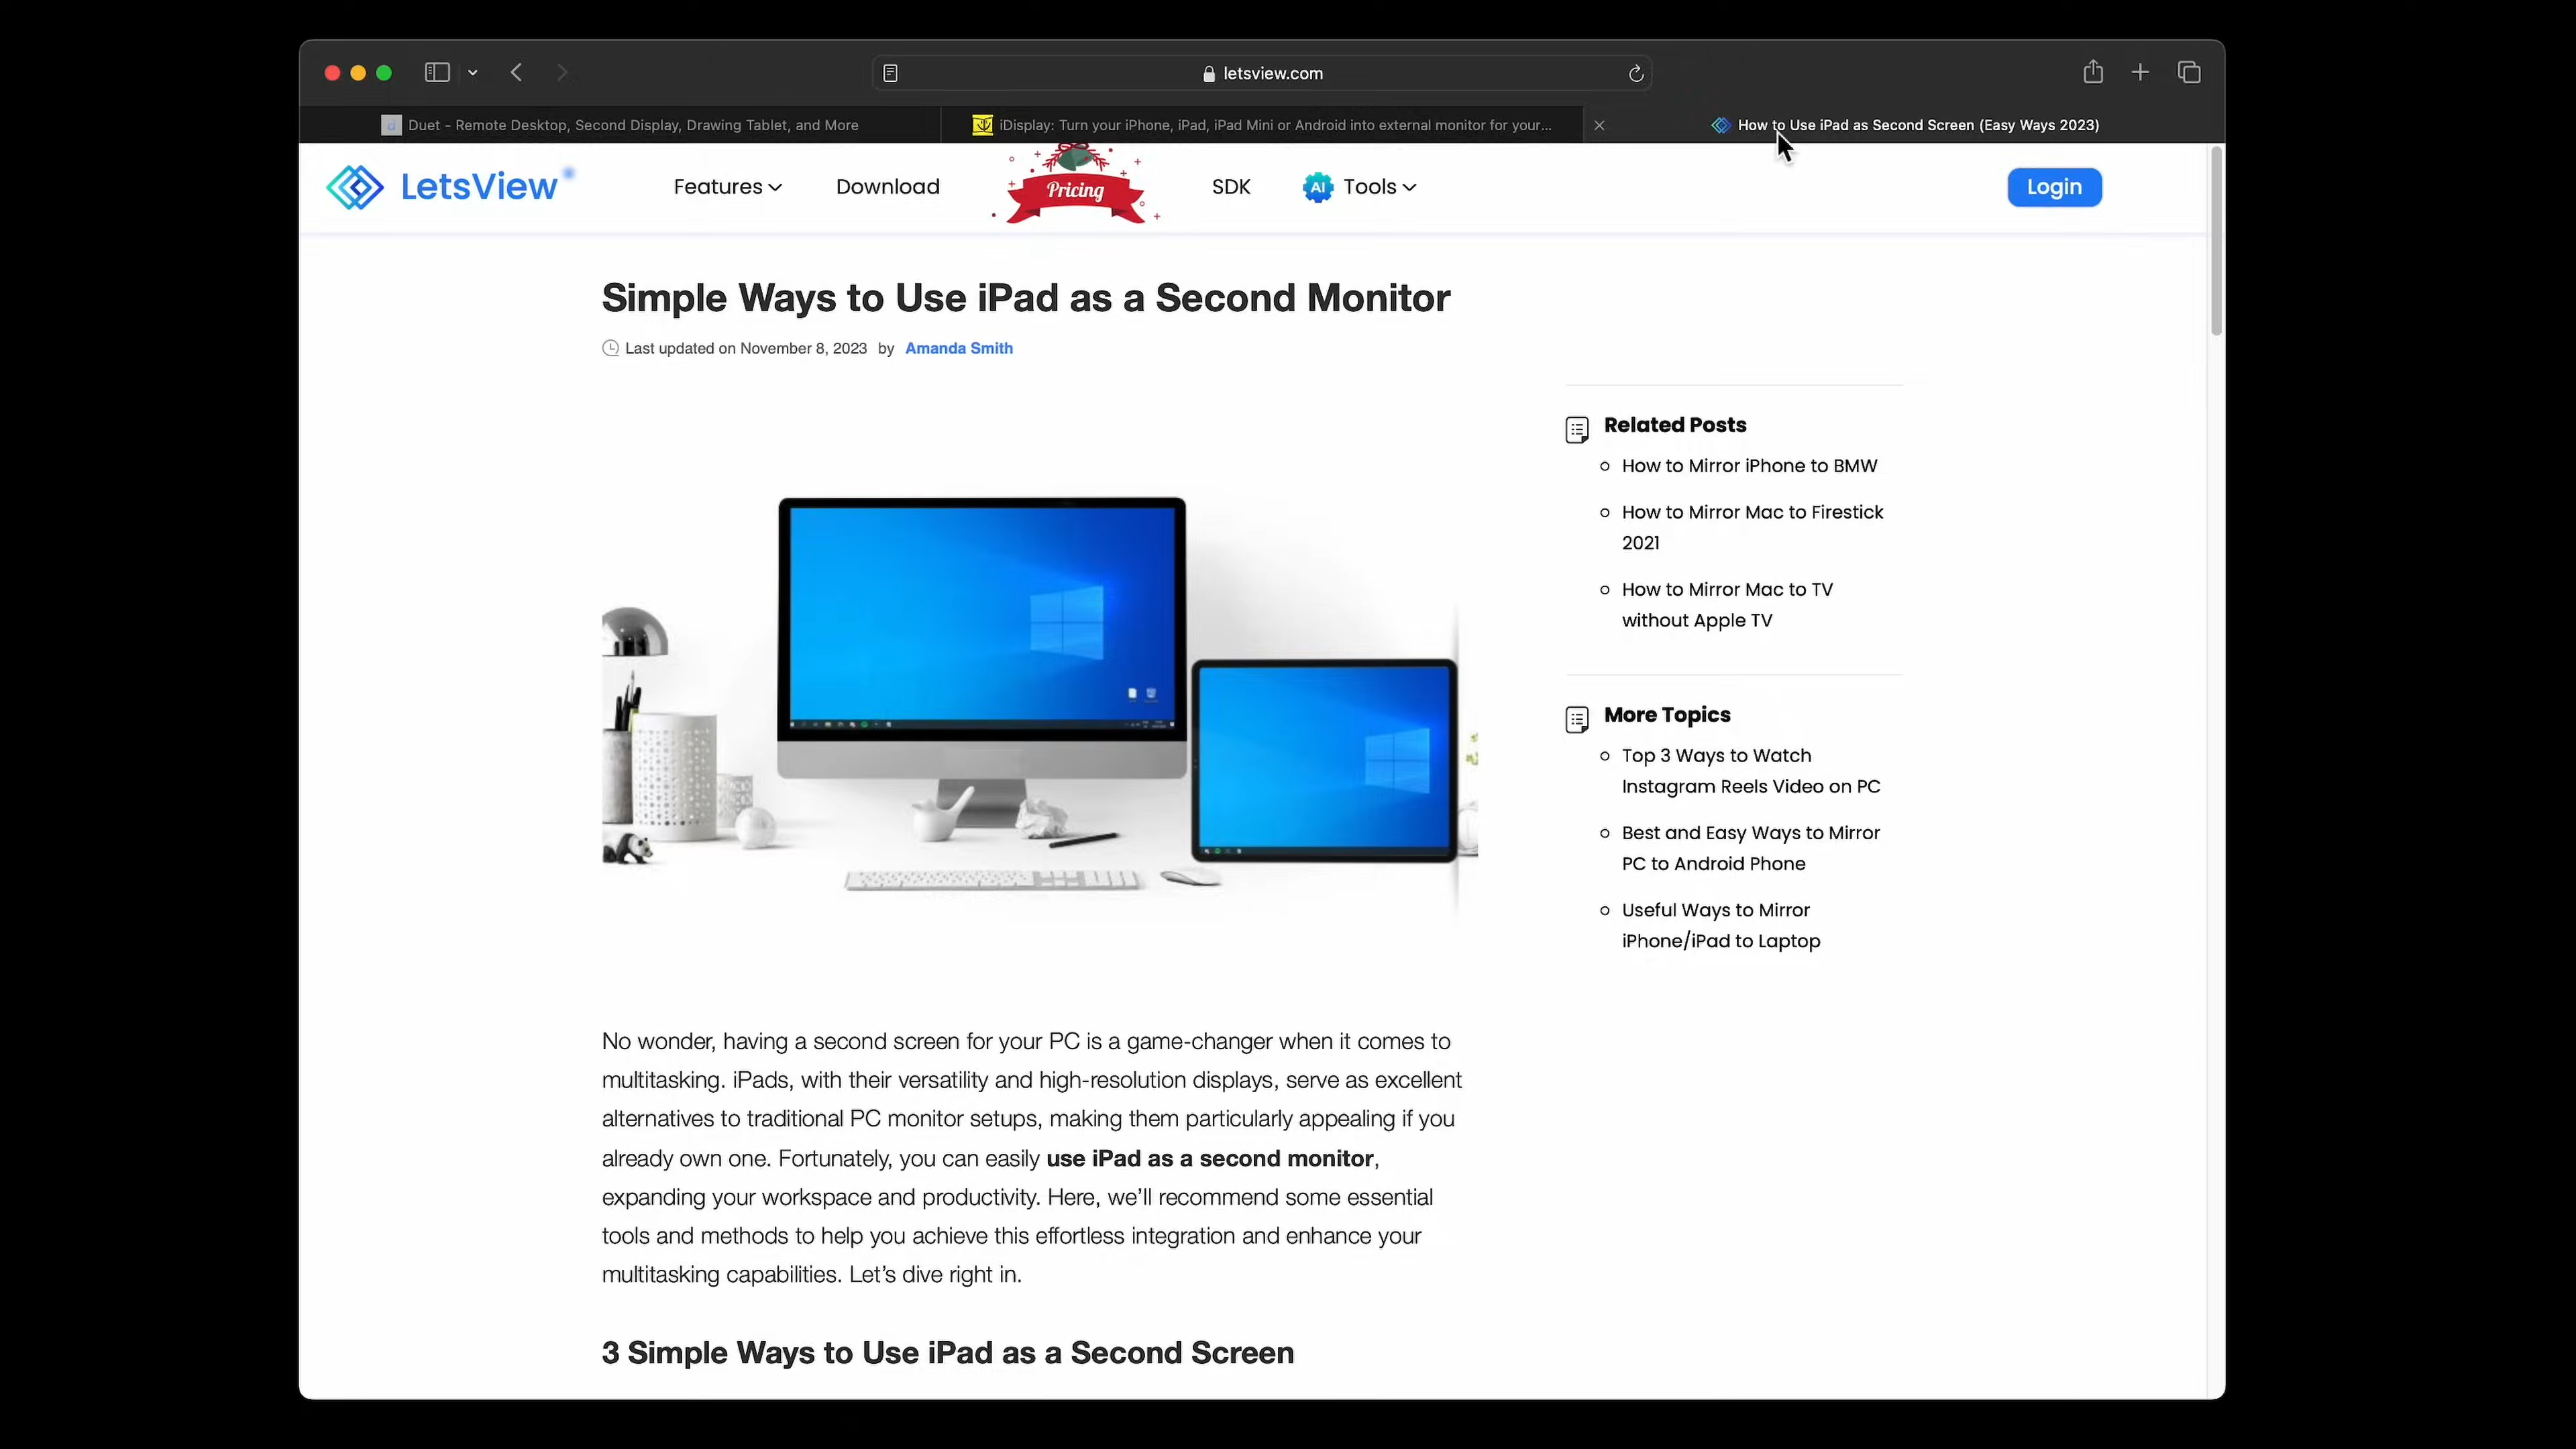 letsview.com
Duet - Remote Desktop, Second Display, Drawing Tablet, and More
iDisplay: Turn your iPhone, iPad, iPad Mini or Android into external monitor for your...
How to Use iPad as Second Screen (Easy Ways 2023)
LetsView
Features
Download
Pricing
SDK
AI Tools
Login
Simple Ways to Use iPad as a Second Monitor
Last updated on November 8, 2023 by Amanda Smith
Related Posts
How to Mirror iPhone to BMW
How to Mirror Mac to Firestick
2021
How to Mirror Mac to TV
without Apple TV
More Topics
Top 3 Ways to Watch
Instagram Reels Video on PC
Best and Easy Ways to Mirror
PC to Android Phone
Useful Ways to Mirror
iPhone/iPad to Laptop
No wonder, having a second screen for your PC is a game-changer when it comes to
multitasking. iPads, with their versatility and high-resolution displays, serve as excellent
alternatives to traditional PC monitor setups, making them particularly appealing if you
already own one. Fortunately, you can easily use iPad as a second monitor,
expanding your workspace and productivity. Here, we’ll recommend some essential
tools and methods to help you achieve this effortless integration and enhance your
multitasking capabilities. Let’s dive right in.
3 Simple Ways to Use iPad as a Second Screen